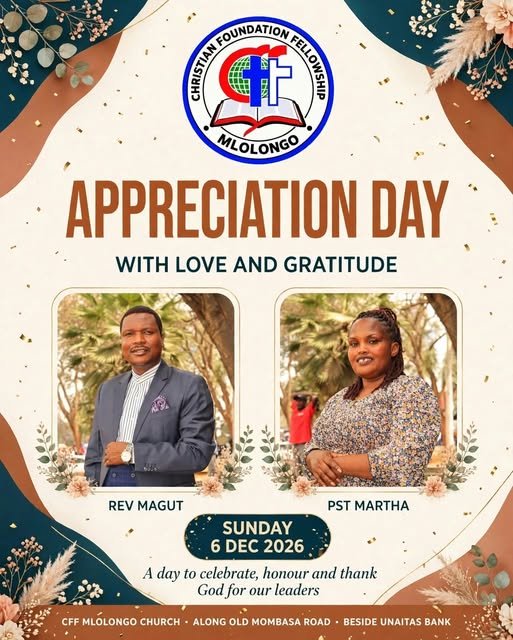 CHRISTIAN FOUNDATION FELLOWSHIP
CFF
• MLOLONGO •
APPRECIATION DAY
WITH LOVE AND GRATITUDE
REV MAGUT
PST MARTHA
SUNDAY
6 DEC 2026
A day to celebrate, honour and thank
God for our leaders
CFF MLOLONGO CHURCH • ALONG OLD MOMBASA ROAD • BESIDE UNAITAS BANK